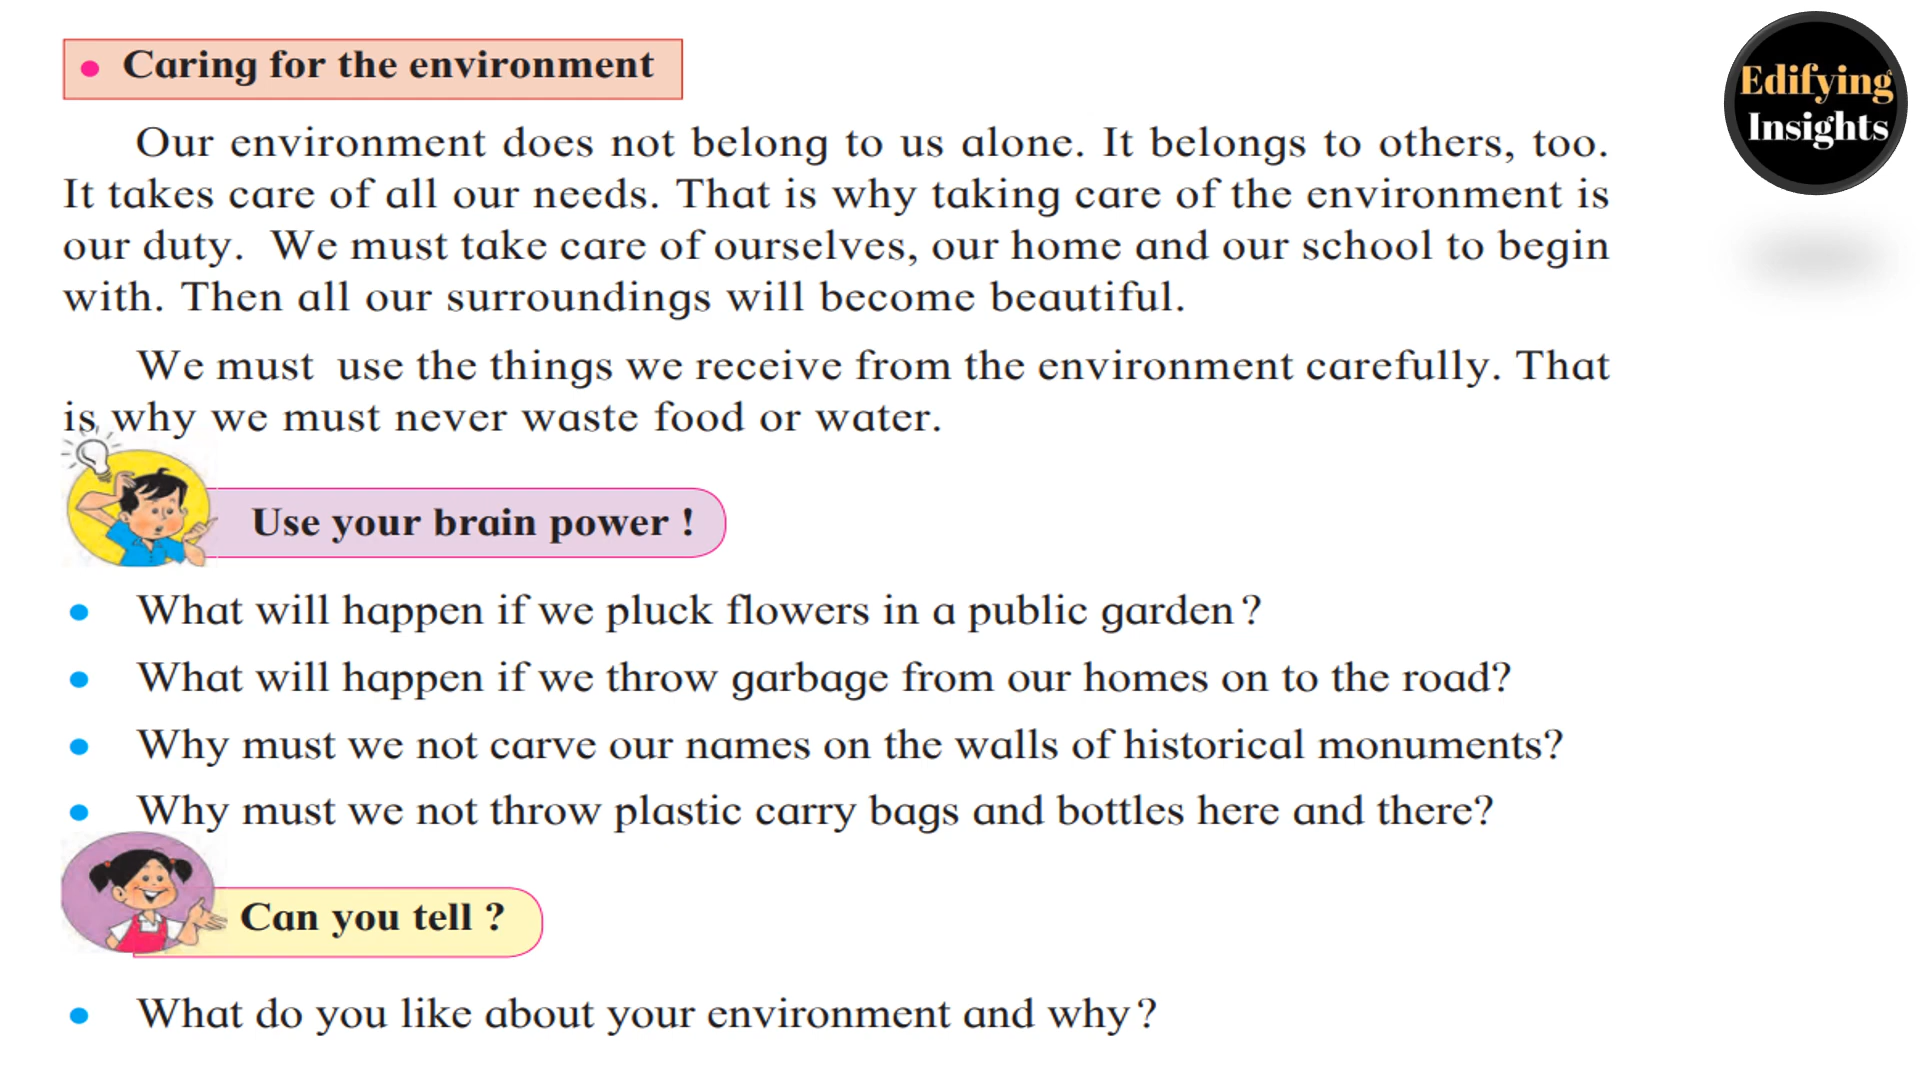 • Caring for the environment
Edifying
Insights
Our environment does not belong to us alone. It belongs to others, too.
It takes care of all our needs. That is why taking care of the environment is
our duty. We must take care of ourselves, our home and our school to begin
with. Then all our surroundings will become beautiful.
We must use the things we receive from the environment carefully. That
is why we must never waste food or water.
Use your brain power !
• What will happen if we pluck flowers in a public garden ?
• What will happen if we throw garbage from our homes on to the road?
• Why must we not carve our names on the walls of historical monuments?
• Why must we not throw plastic carry bags and bottles here and there?
Can you tell ?
• What do you like about your environment and why ?